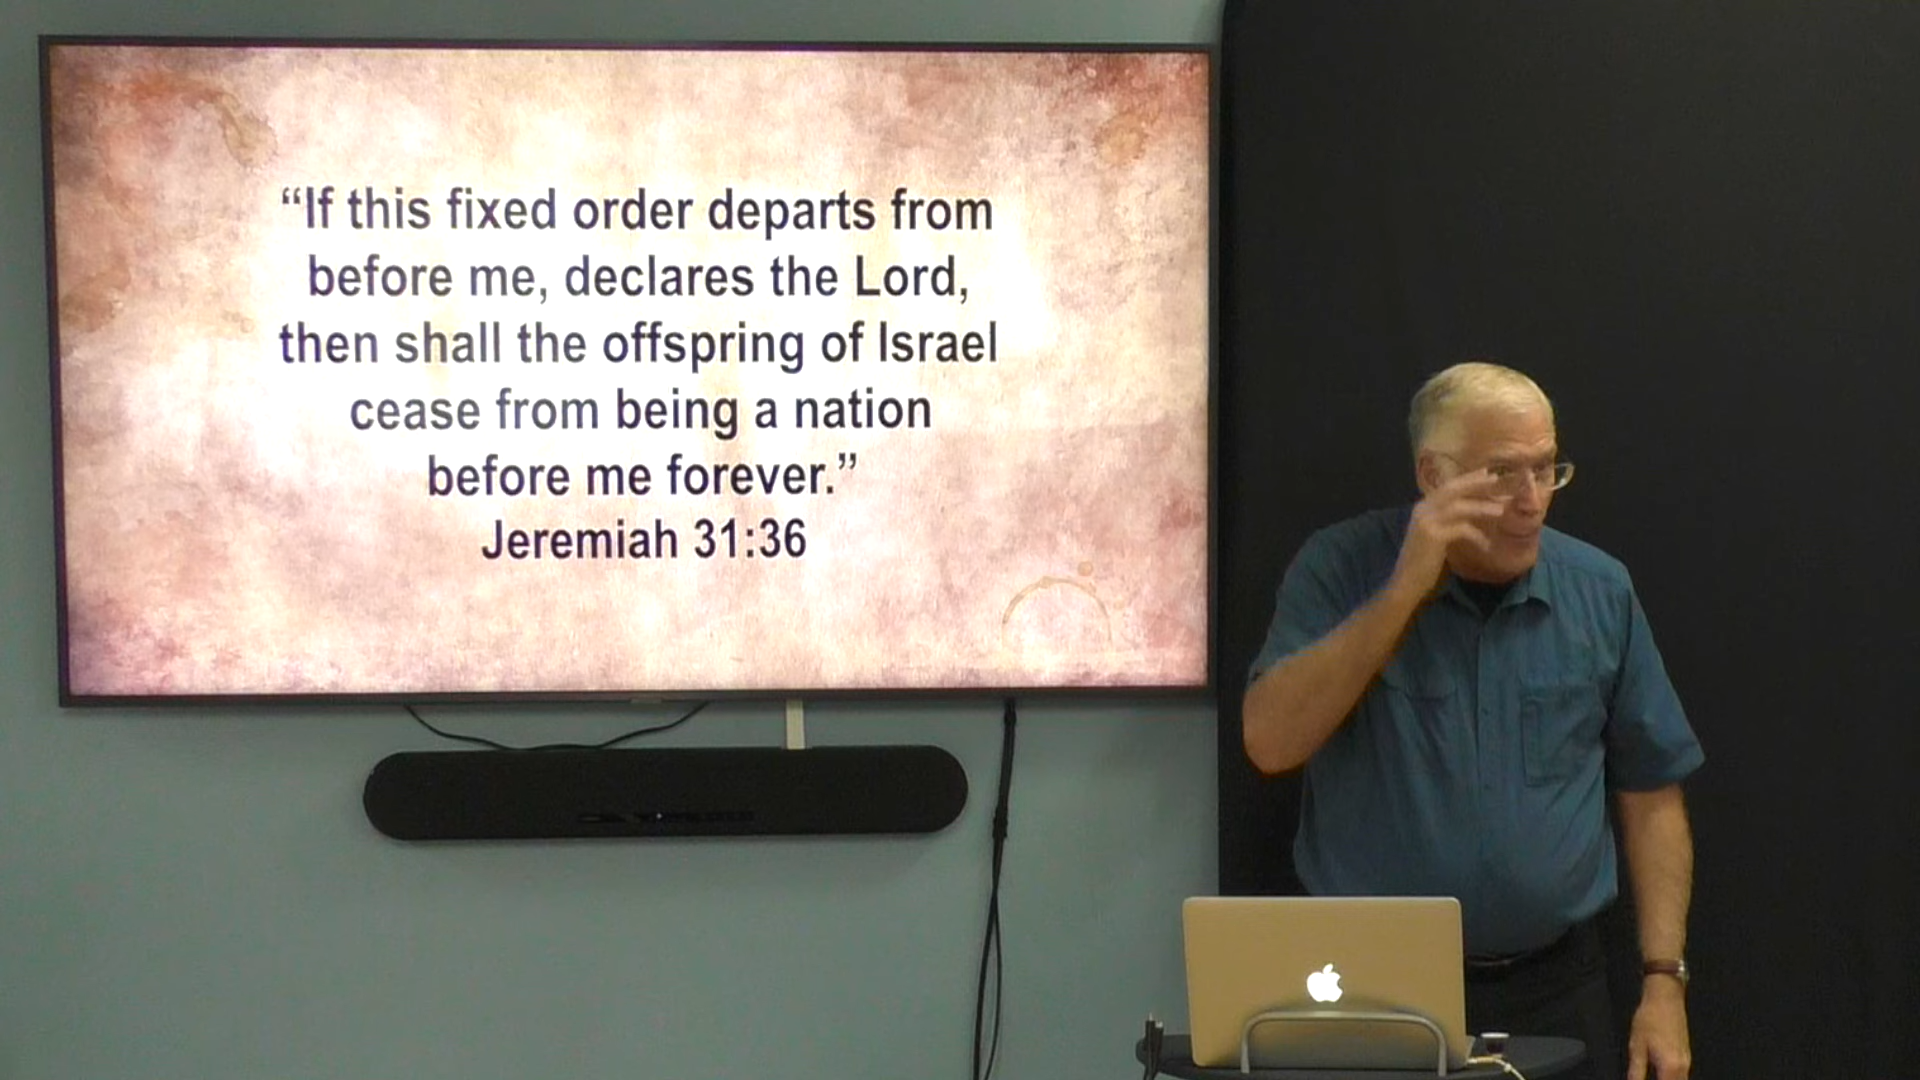 “If this fixed order departs from
before me, declares the Lord,
then shall the offspring of Israel
cease from being a nation
before me forever.”
Jeremiah 31:36